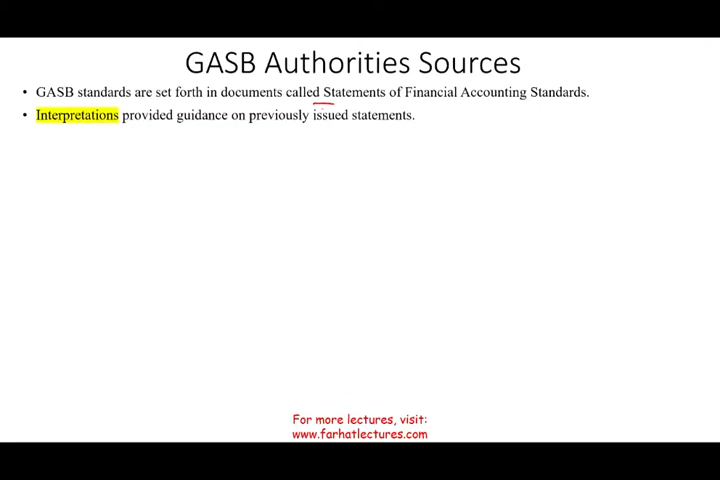 GASB Authorities Sources
• GASB standards are set forth in documents called Statements of Financial Accounting Standards.
• Interpretations provided guidance on previously issued statements.
For more lectures, visit:
www.farhatlectures.com